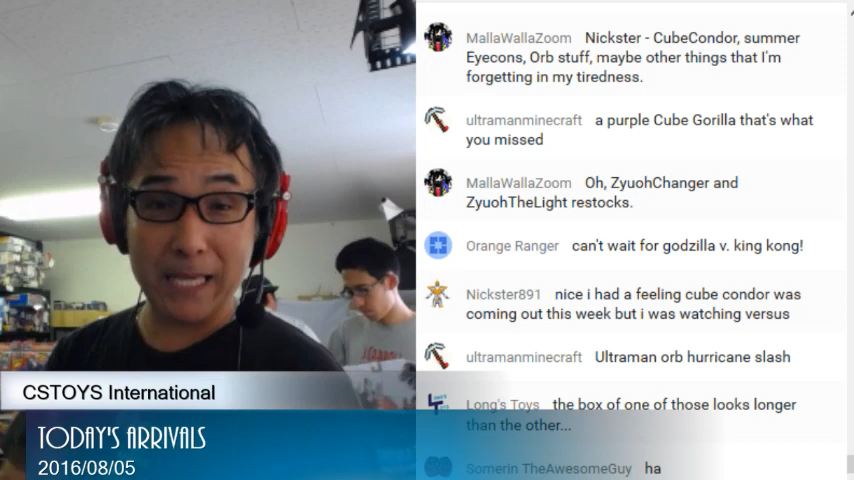 MallaWallaZoom Nickster - CubeCondor, summer
Eyecons, Orb stuff, maybe other things that I'm
forgetting in my tiredness.
ultramanminecraft a purple Cube Gorilla that's what
you missed
MallaWallaZoom Oh, ZyuohChanger and
ZyuohTheLight restocks.
Orange Ranger can't wait for godzilla v. king kong!
Nickster891 nice i had a feeling cube condor was
coming out this week but i was watching versus
ultramanminecraft Ultraman orb hurricane slash
Long's Toys the box of one of those looks longer
than the other...
Somerin TheAwesomeGuy ha
CSTOYS International
TODAY'S ARRIVALS
2016/08/05